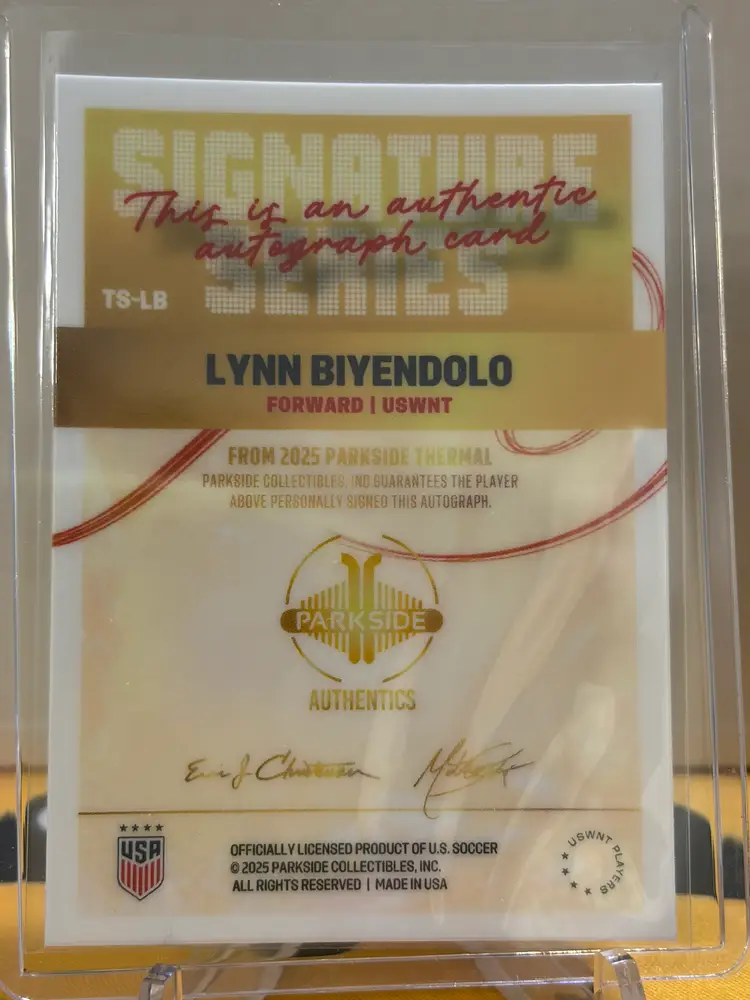 SIGNATURE
This is an authentic
autograph card
SERIES
TS-LB
LYNN BIYENDOLO
FORWARD | USWNT
FROM 2025 PARKSIDE THERMAL
PARKSIDE COLLECTIBLES, INC GUARANTEES THE PLAYER
ABOVE PERSONALLY SIGNED THIS AUTOGRAPH.
PARKSIDE
AUTHENTICS
USA
OFFICIALLY LICENSED PRODUCT OF U.S. SOCCER
© 2025 PARKSIDE COLLECTIBLES, INC.
ALL RIGHTS RESERVED | MADE IN USA
USWNT PLAYERS